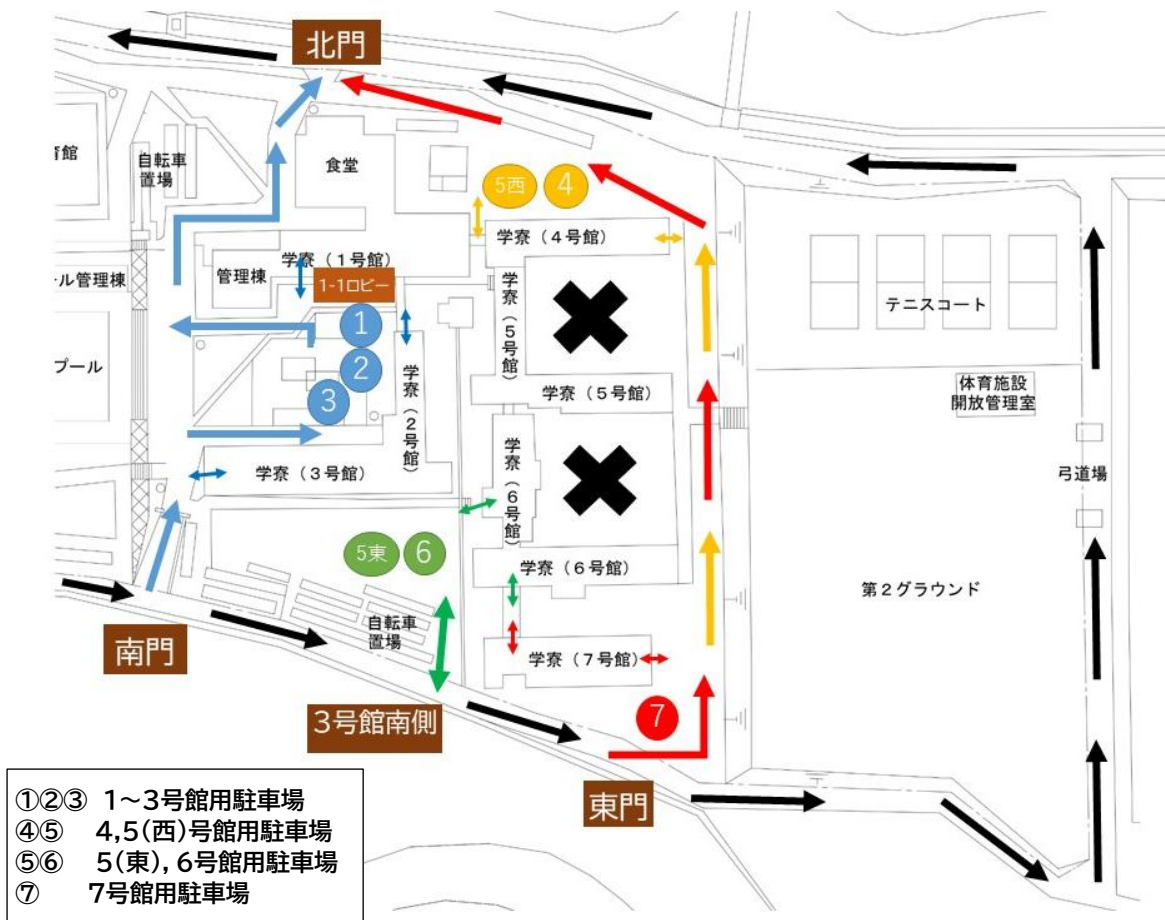 北門
育館
自転車
置場
食堂
5西
4
学寮（4号館）
学寮（1号館）
管理棟
ール管理棟
1-1ロビー
学寮（5号館）
テニスコート
1
プール
2
3
学寮（2号館）
学寮（5号館）
体育施設
開放管理室
学寮（3号館）
学寮（6号館）
弓道場
5東
6
学寮（6号館）
第2グラウンド
自転車
置場
南門
学寮（7号館）
3号館南側
7
東門
①②③ 1～3号館用駐車場
④⑤ 4,5(西)号館用駐車場
⑤⑥ 5(東),6号館用駐車場
⑦ 7号館用駐車場